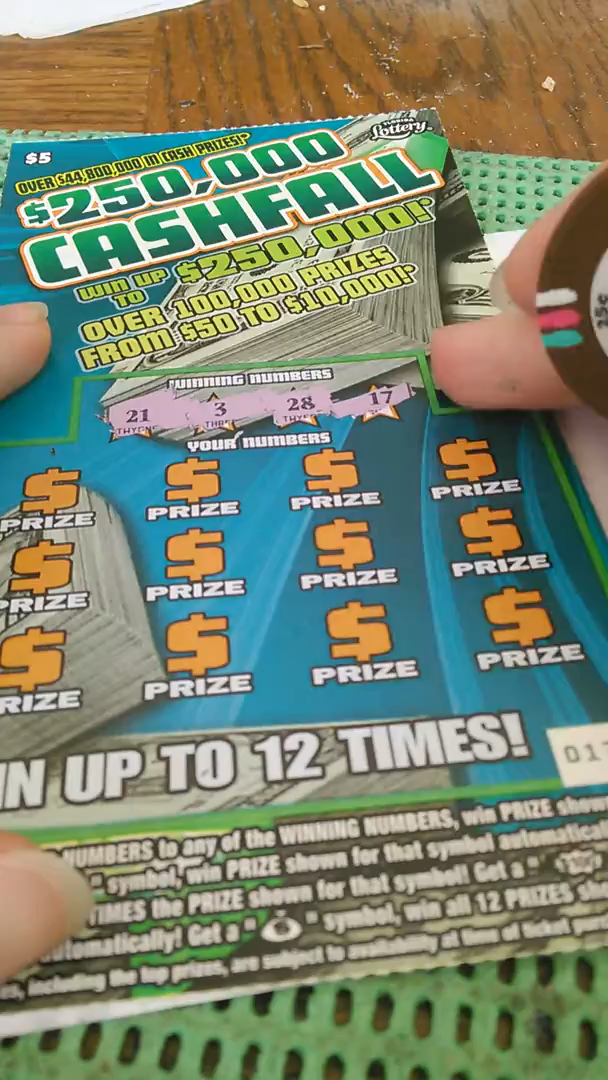 $5
FLORIDA
Lottery
OVER $44,800,000 IN CASH PRIZES!*
$250,000
CASHFALL
WIN UP TO $250,000!*
OVER 100,000 PRIZES
FROM $50 TO $10,000!*
WINNING NUMBERS
21 3 28 17
YOUR NUMBERS
$ $ $ $
PRIZE PRIZE PRIZE PRIZE
$ $ $ $
PRIZE PRIZE PRIZE PRIZE
$ $ $ $
PRIZE PRIZE PRIZE PRIZE
IN UP TO 12 TIMES!
NUMBERS to any of the WINNING NUMBERS, win PRIZE show
" symbol, win PRIZE shown for that symbol automatical
TIMES the PRIZE shown for that symbol! Get a "
omatically! Get a " " symbol, win all 12 PRIZES sh
including the top prizes, are subject to availability at time of ticket